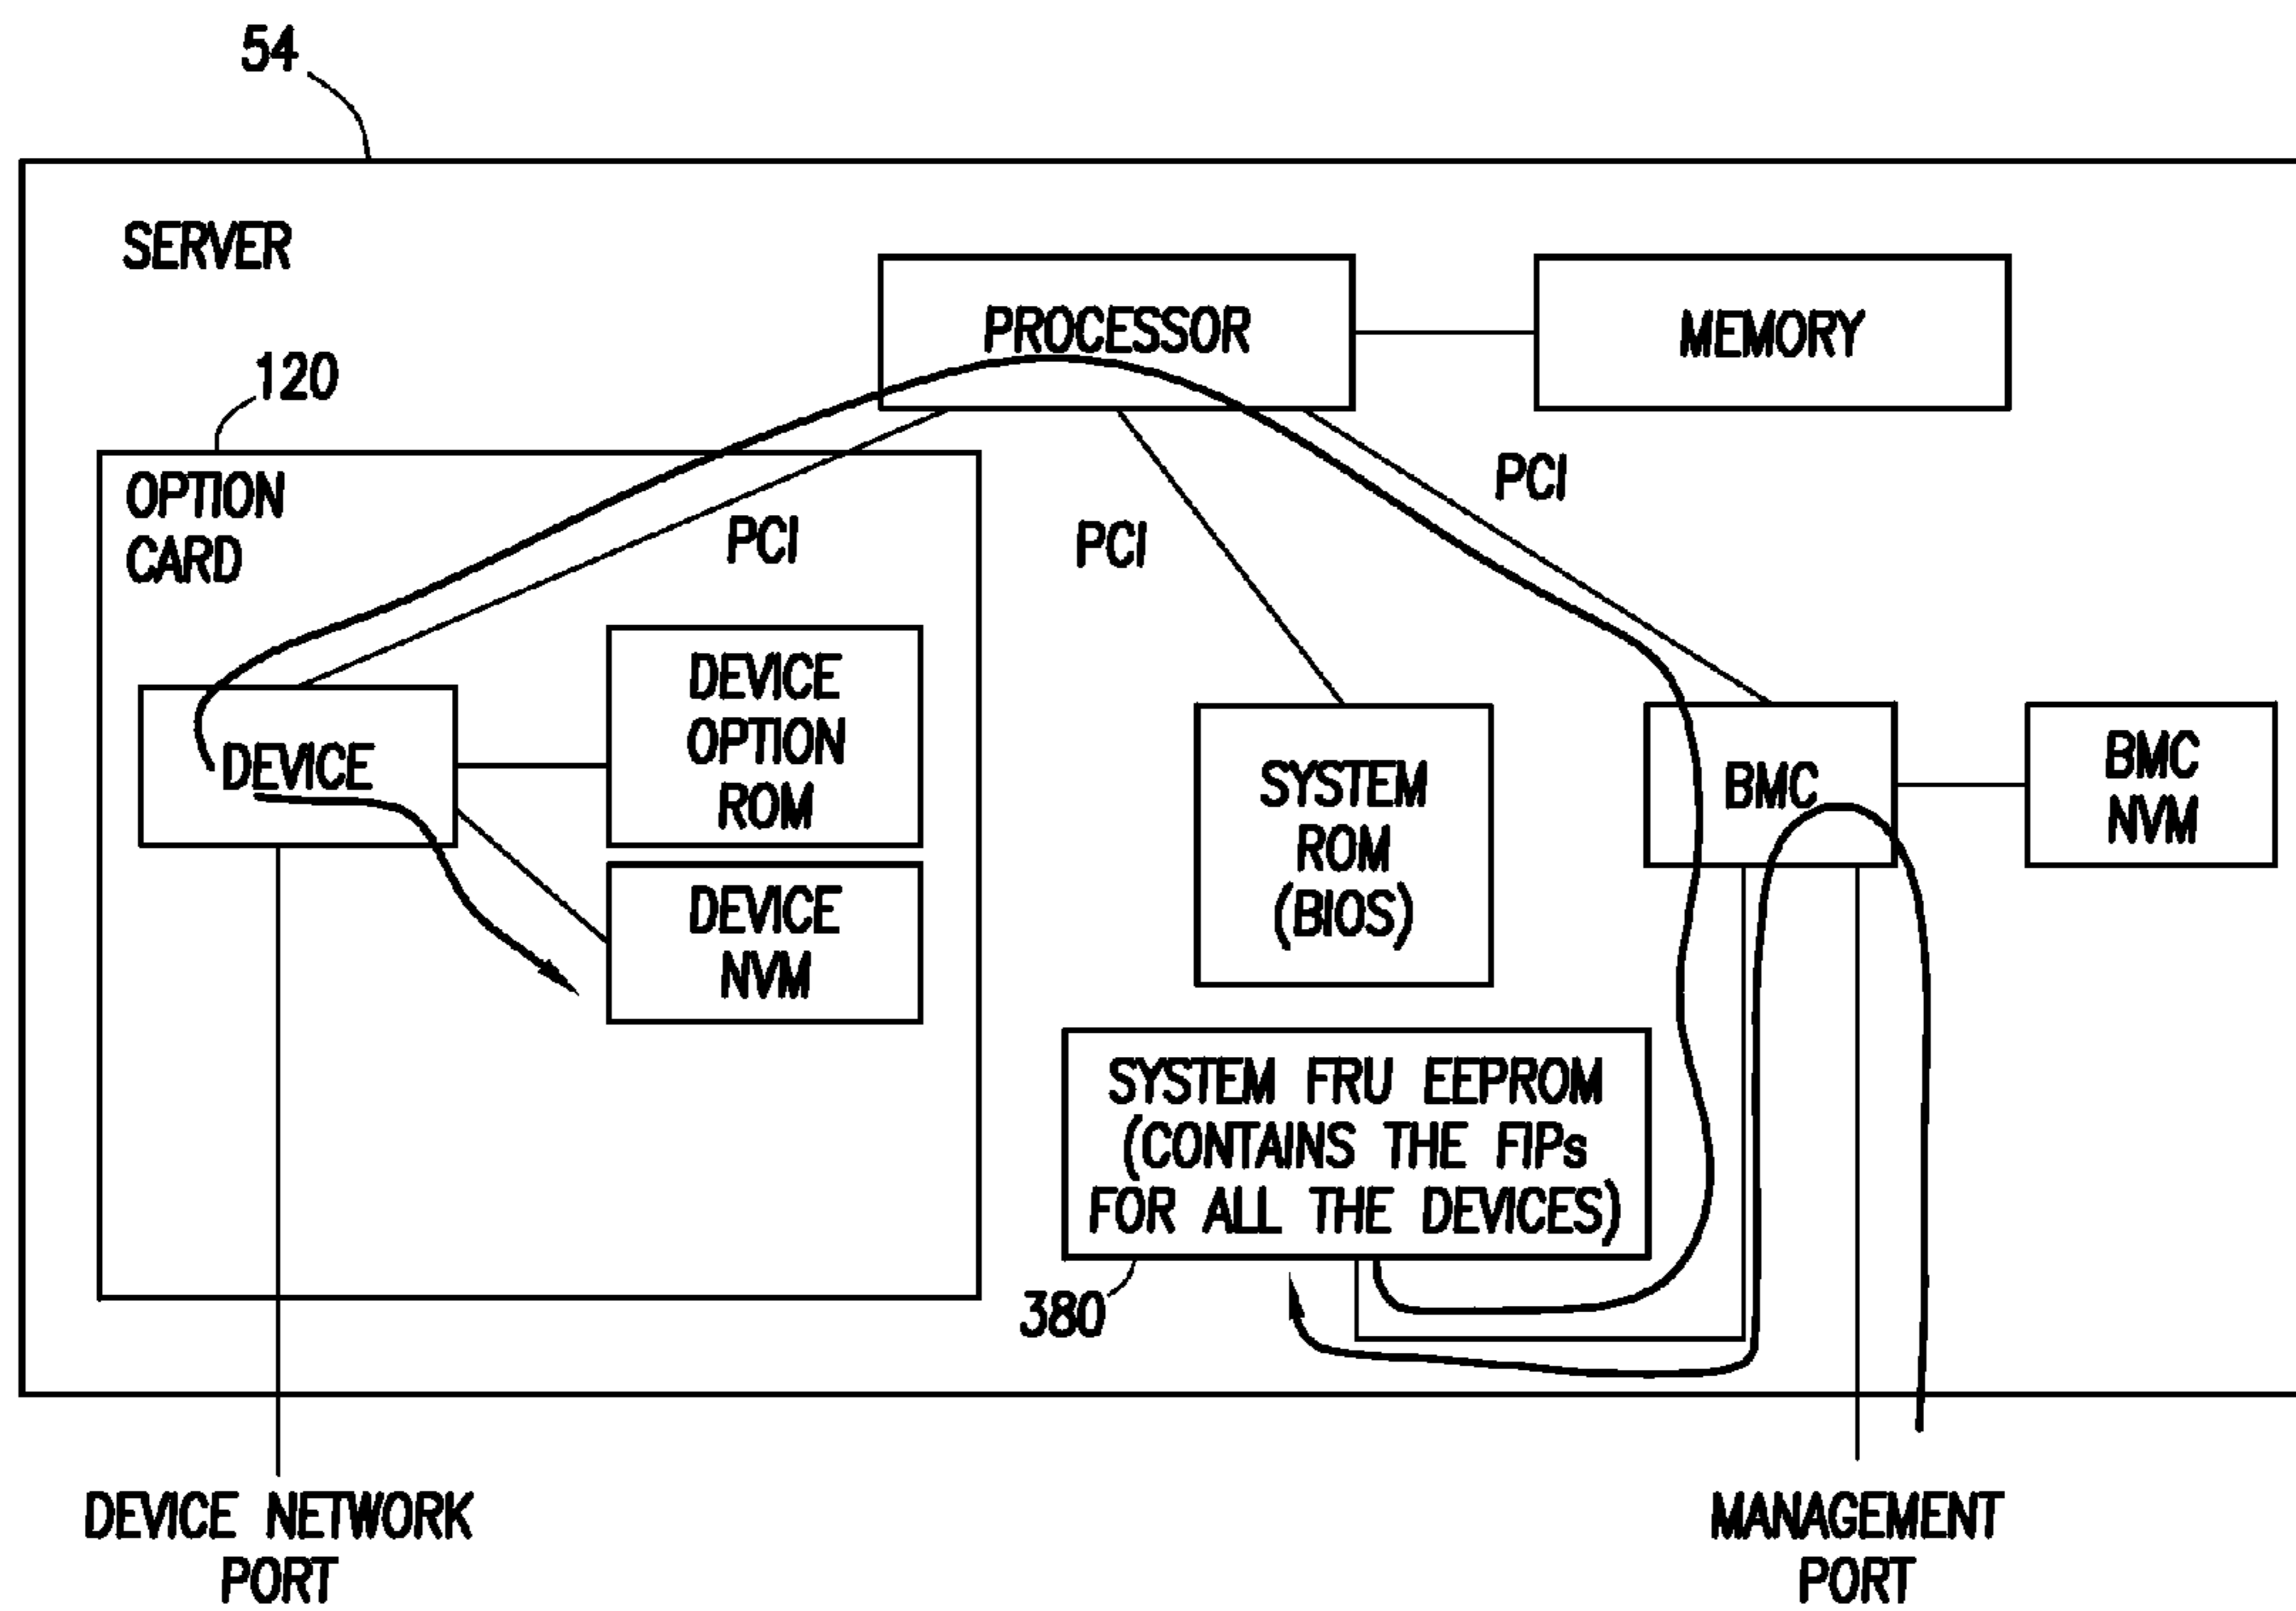 54
SERVER
PROCESSOR
MEMORY
120
OPTION
CARD
PCI
PCI
PCI
DEVICE
DEVICE
OPTION
ROM
DEVICE
NVM
SYSTEM
ROM
(BIOS)
BMC
BMC
NVM
SYSTEM FRU EEPROM
(CONTAINS THE FIPs
FOR ALL THE DEVICES)
380
DEVICE NETWORK
PORT
MANAGEMENT
PORT